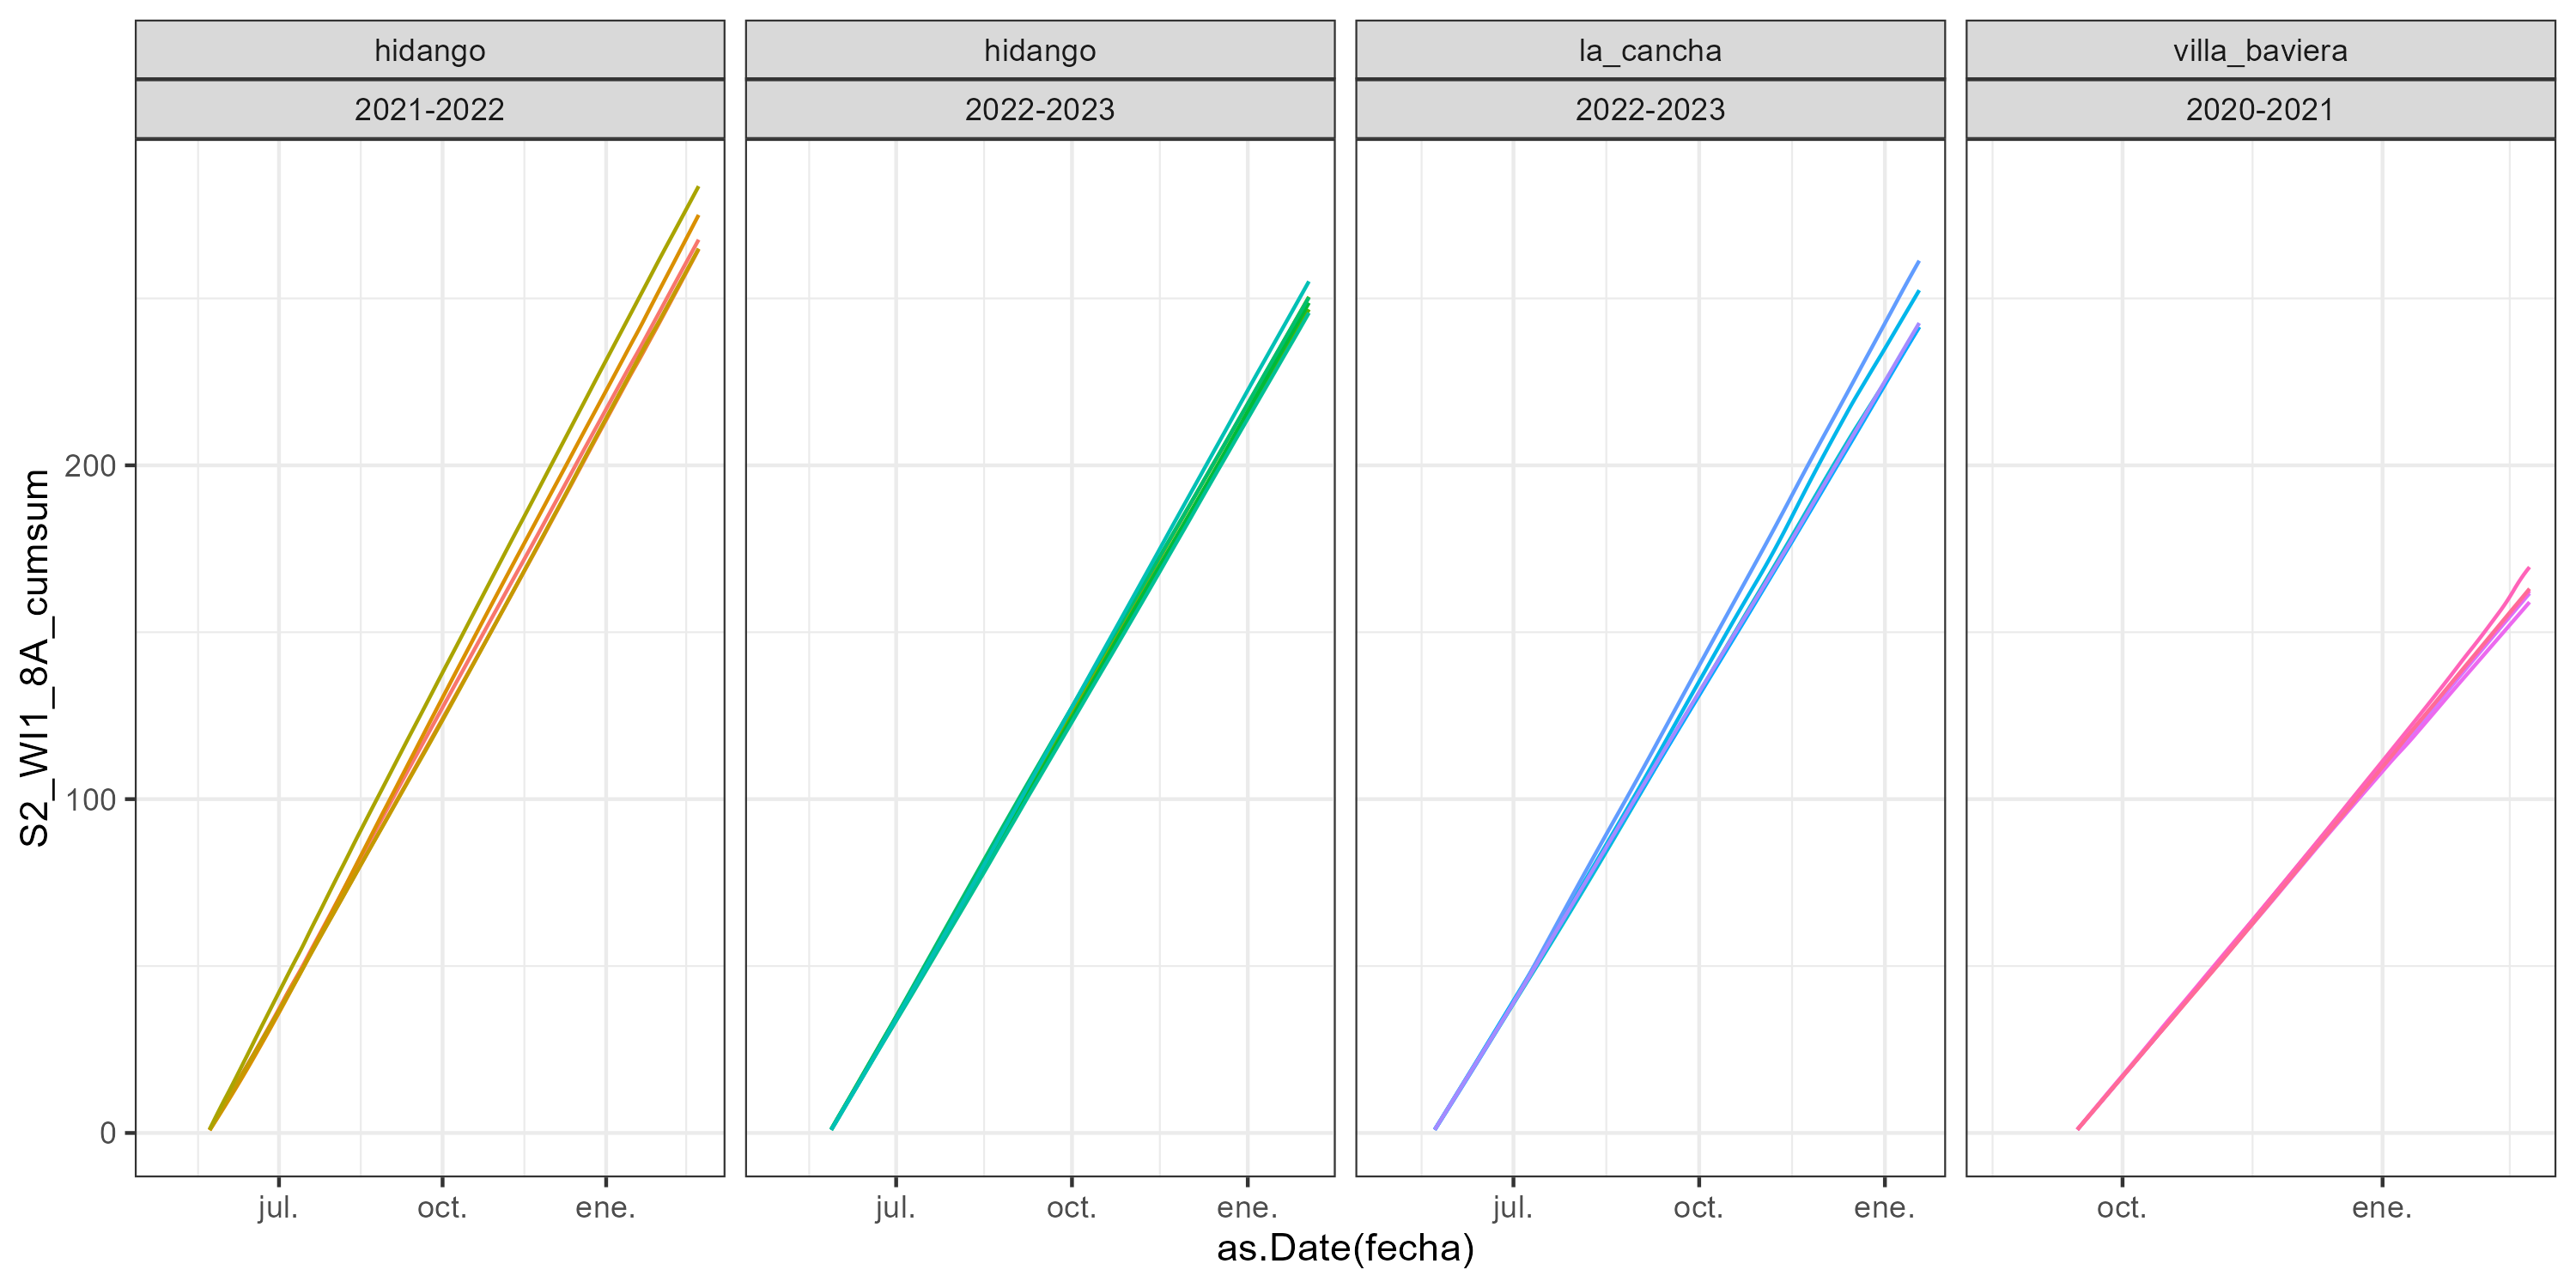 hidango
hidango
la_cancha
villa_baviera
2021-2022
2022-2023
2022-2023
2020-2021
S2_WI1_8A_cumsum
200
100
0
jul.
oct.
ene.
jul.
oct.
ene.
jul.
oct.
ene.
oct.
ene.
as.Date(fecha)